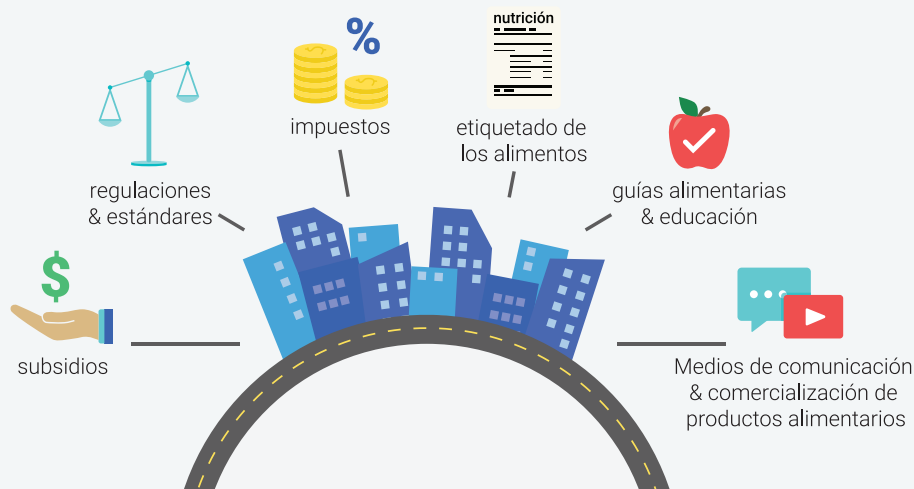 nutrición
%
impuestos
etiquetado de
los alimentos
regulaciones
& estándares
guías alimentarias
& educación
$
subsidios
Medios de comunicación
& comercialización de
productos alimentarios